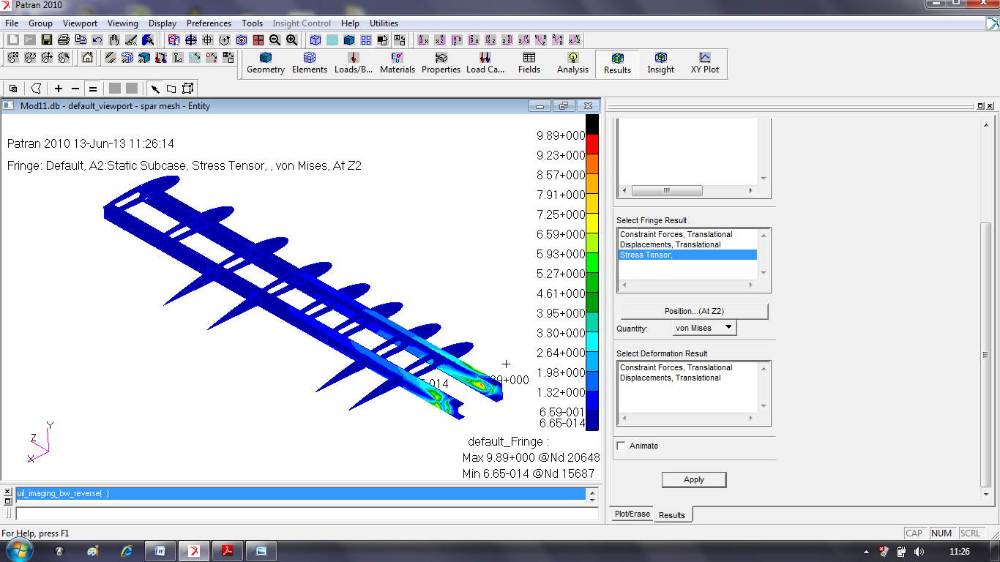 Patran 2010
File Group Viewport Viewing Display Preferences Tools Insight Control Help Utilities
Geometry Elements Loads/B... Materials Properties Load Ca... Fields Analysis Results Insight XY Plot
Mod11.db - default_viewport - spar mesh - Entity
Patran 2010 13-Jun-13 11:26:14
Fringe: Default, A2:Static Subcase, Stress Tensor, , von Mises, At Z2
9.89+000
9.23+000
8.57+000
7.91+000
7.25+000
6.59+000
5.93+000
5.27+000
4.61+000
3.95+000
3.30+000
2.64+000
1.98+000
1.32+000
6.59-001
6.65-014
-014
89+000
Y
Z
X
default_Fringe :
Max 9.89+000 @Nd 20648
Min 6.65-014 @Nd 15687
Select Fringe Result
Constraint Forces, Translational
Displacements, Translational
Stress Tensor,
Position...(At Z2)
Quantity: von Mises
Select Deformation Result
Constraint Forces, Translational
Displacements, Translational
Animate
Apply
Plot/Erase Results
uil_imaging_bw_reverse( )
For Help, press F1
CAP NUM SCRL
11:26